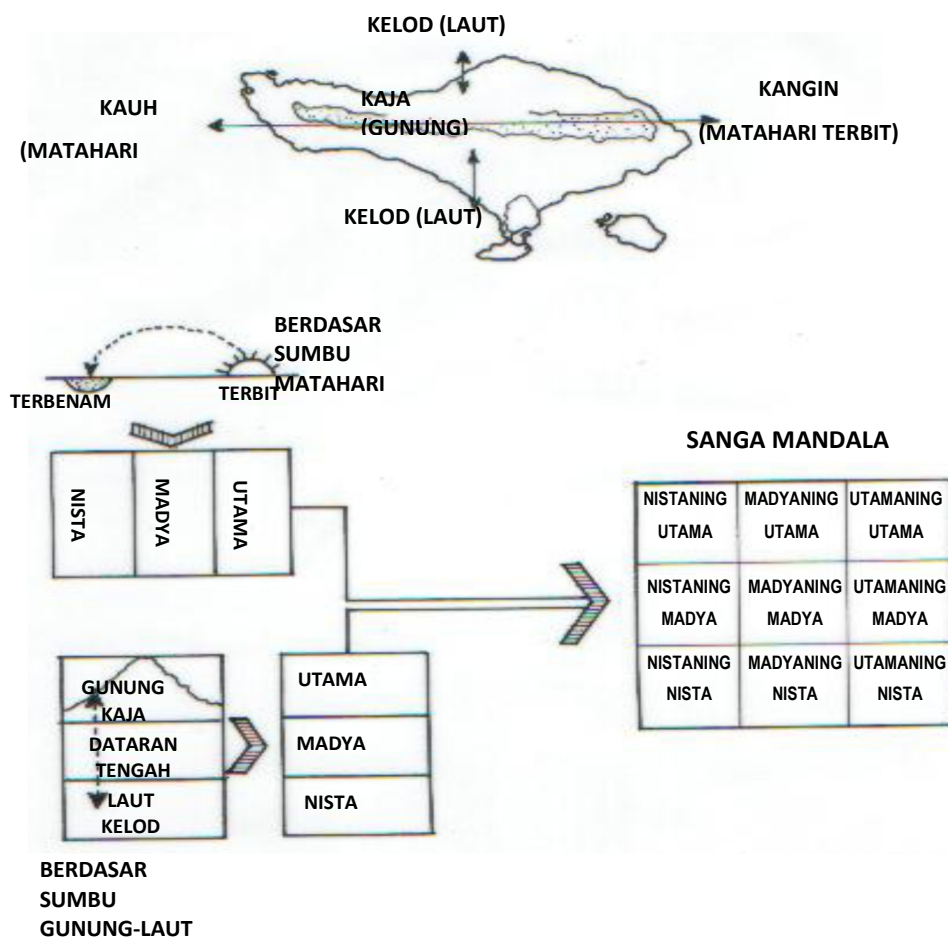 KELOD (LAUT)
KAUH
(MATAHARI
KAJA
(GUNUNG)
KANGIN
(MATAHARI TERBIT)
KELOD (LAUT)
BERDASAR
SUMBU
MATAHARI
TERBENAM
TERBIT
NISTA
MADYA
UTAMA
SANGA MANDALA
NISTANING
UTAMA
MADYANING
UTAMA
UTAMANING
UTAMA
NISTANING
MADYA
MADYANING
MADYA
UTAMANING
MADYA
NISTANING
NISTA
MADYANING
NISTA
UTAMANING
NISTA
GUNUNG
KAJA
DATARAN
TENGAH
LAUT
KELOD
UTAMA
MADYA
NISTA
BERDASAR
SUMBU
GUNUNG-LAUT